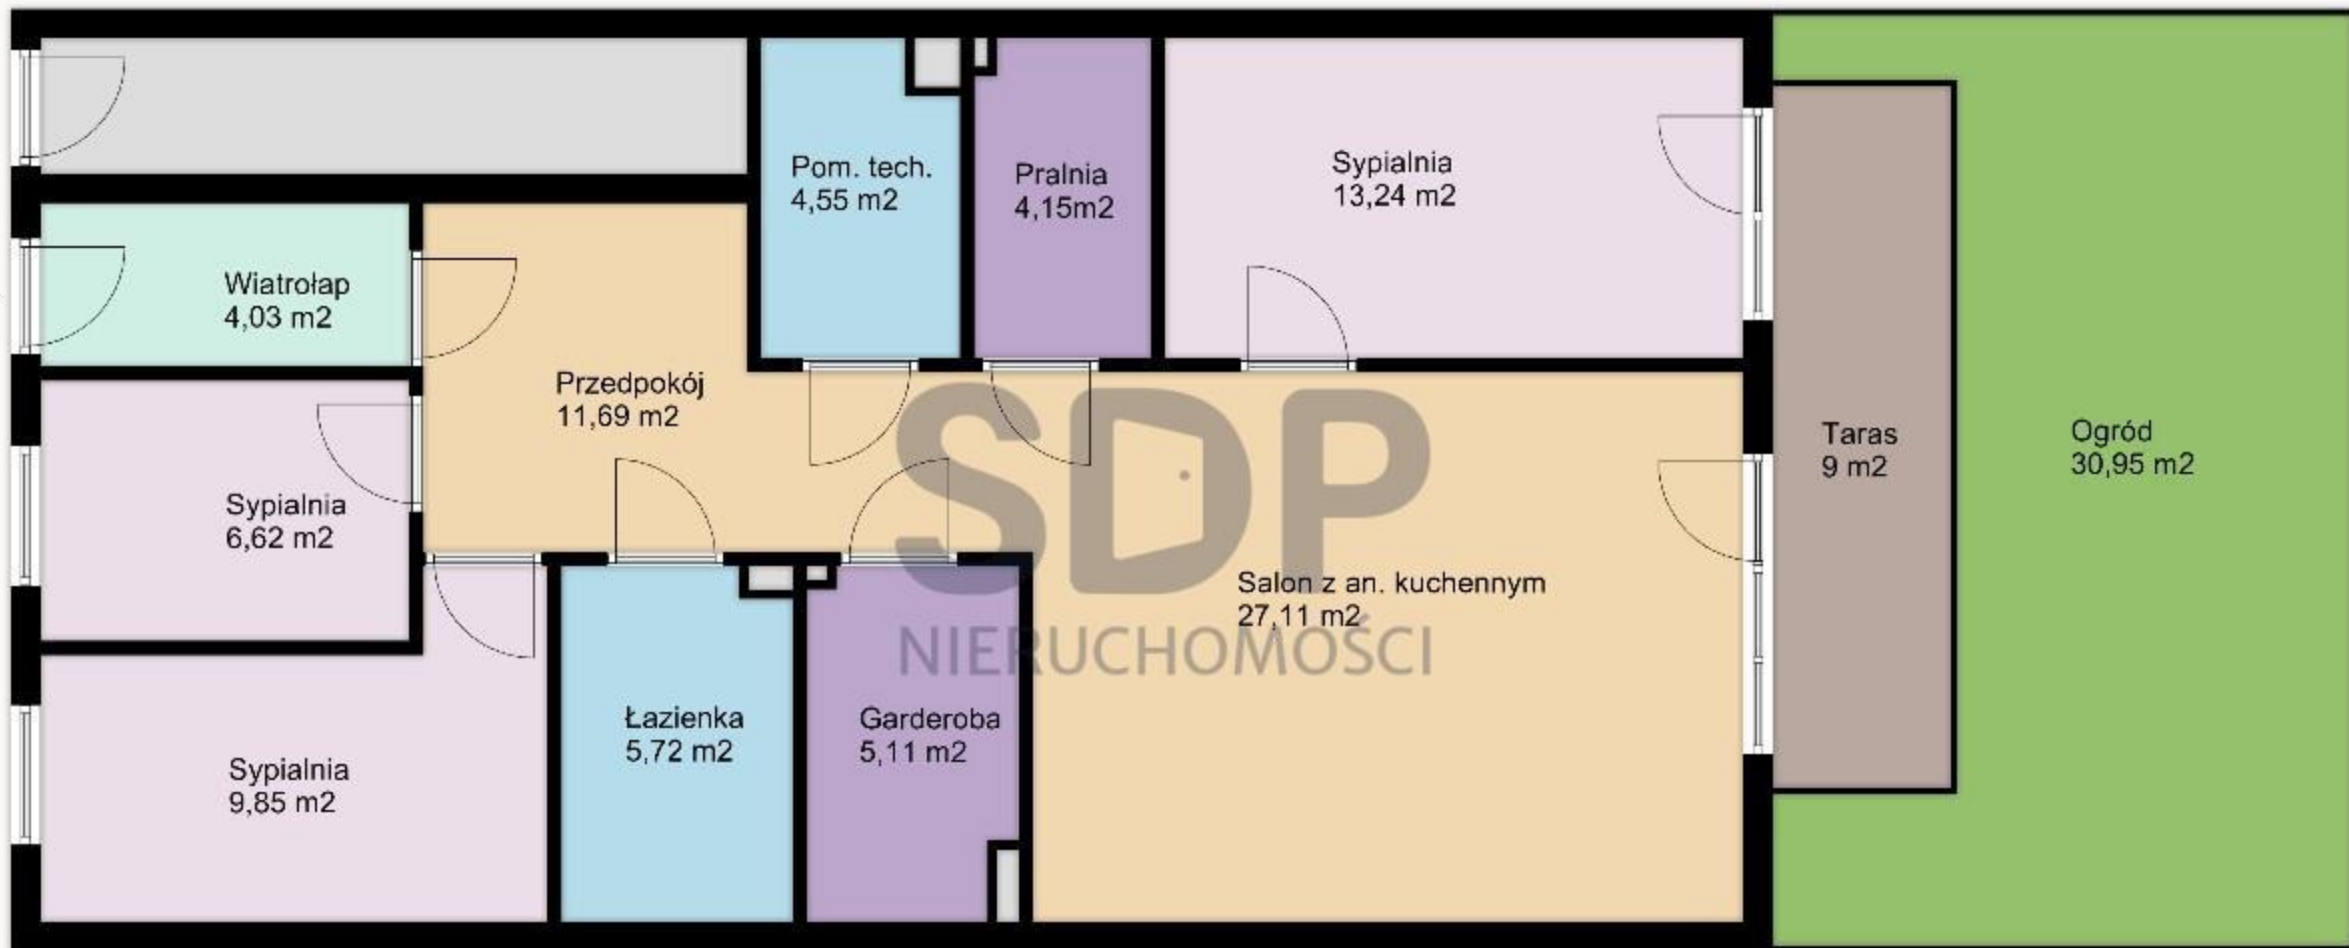 Pom. tech.
4,55 m2
Pralnia
4,15m2
Sypialnia
13,24 m2
Wiatrołap
4,03 m2
Przedpokój
11,69 m2
Taras
9 m2
Ogród
30,95 m2
Sypialnia
6,62 m2
SDP
NIERUCHOMOŚCI
Salon z an. kuchennym
27,11 m2
Sypialnia
9,85 m2
Łazienka
5,72 m2
Garderoba
5,11 m2